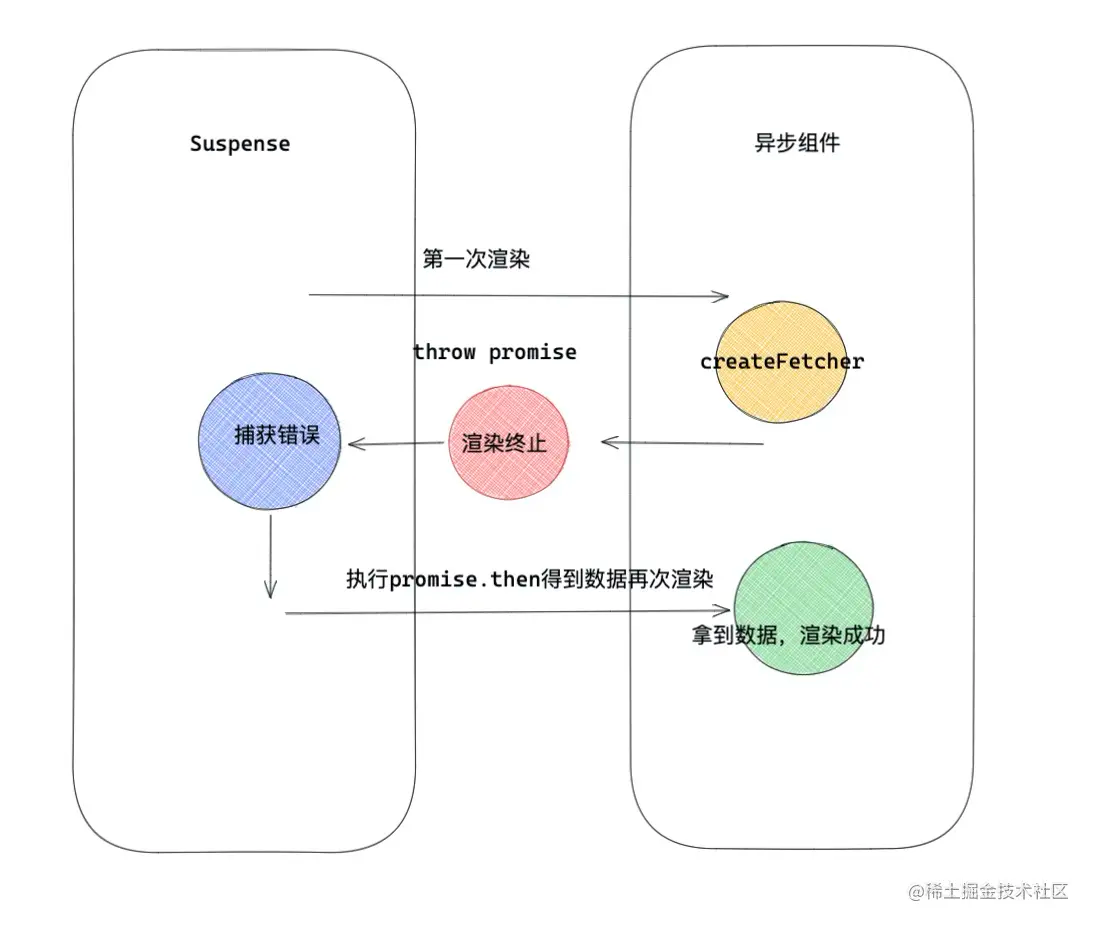 Suspense
异步组件
第一次渲染
throw promise
createFetcher
捕获错误
渲染终止
执行promise.then得到数据再次渲染
拿到数据，渲染成功
@稀土掘金技术社区